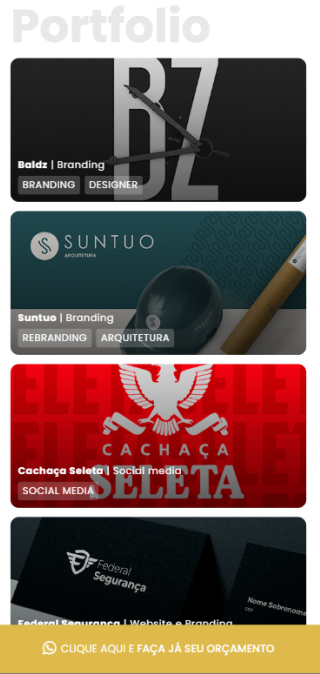 Portfolio
BZ
Baldz | Branding
BRANDING DESIGNER
SUNTUO
ARQUITETURA
Suntuo | Branding
REBRANDING ARQUITETURA
CACHAÇA
SELETA
Cachaça Seleta | Social media
SOCIAL MEDIA
Federal
Segurança
Nome Sobrenome
CEO
Federal Segurança | Website e Branding
CLIQUE AQUI E FAÇA JÁ SEU ORÇAMENTO